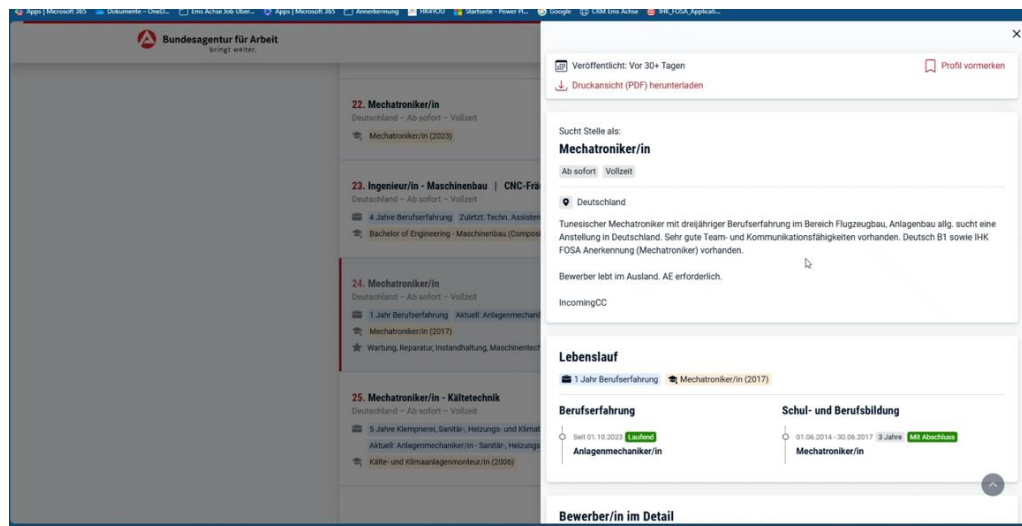 Apps | Microsoft 365
Dokumente – OneD...
Ems Achse Job Über...
Apps | Microsoft 365
Annerkennung
HR4YOU
Startseite - Power Pl...
Google
CRM Ems Achse
IHK_FOSA_Applicati...
Bundesagentur für Arbeit
bringt weiter.
22. Mechatroniker/in
Deutschland – Ab sofort – Vollzeit
Mechatroniker/in (2023)
23. Ingenieur/in - Maschinenbau | CNC-Frä
Deutschland – Ab sofort – Vollzeit
4 Jahre Berufserfahrung Zuletzt: Techn. Assisten
Bachelor of Engineering - Maschinenbau (Composi
24. Mechatroniker/in
Deutschland – Ab sofort – Vollzeit
1 Jahr Berufserfahrung Aktuell: Anlagenmechani
Mechatroniker/in (2017)
Wartung, Reparatur, Instandhaltung, Maschinentech
25. Mechatroniker/in - Kältetechnik
Deutschland – Ab sofort – Vollzeit
5 Jahre Klempnerei, Sanitär-, Heizungs- und Klimat
Aktuell: Anlagenmechaniker/in - Sanitär-, Heizungs
Kälte- und Klimaanlagenmonteur/in (2006)
Veröffentlicht: Vor 30+ Tagen
Profil vormerken
Druckansicht (PDF) herunterladen
Sucht Stelle als:
Mechatroniker/in
Ab sofort Vollzeit
Deutschland
Tunesischer Mechatroniker mit dreijähriger Berufserfahrung im Bereich Flugzeugbau, Anlagenbau allg. sucht eine
Anstellung in Deutschland. Sehr gute Team- und Kommunikationsfähigkeiten vorhanden. Deutsch B1 sowie IHK
FOSA Anerkennung (Mechatroniker) vorhanden.
Bewerber lebt im Ausland. AE erforderlich.
IncomingCC
Lebenslauf
1 Jahr Berufserfahrung Mechatroniker/in (2017)
Berufserfahrung
Seit 01.10.2023 Laufend
Anlagenmechaniker/in
Schul- und Berufsbildung
01.06.2014 - 30.06.2017 3 Jahre Mit Abschluss
Mechatroniker/in
Bewerber/in im Detail